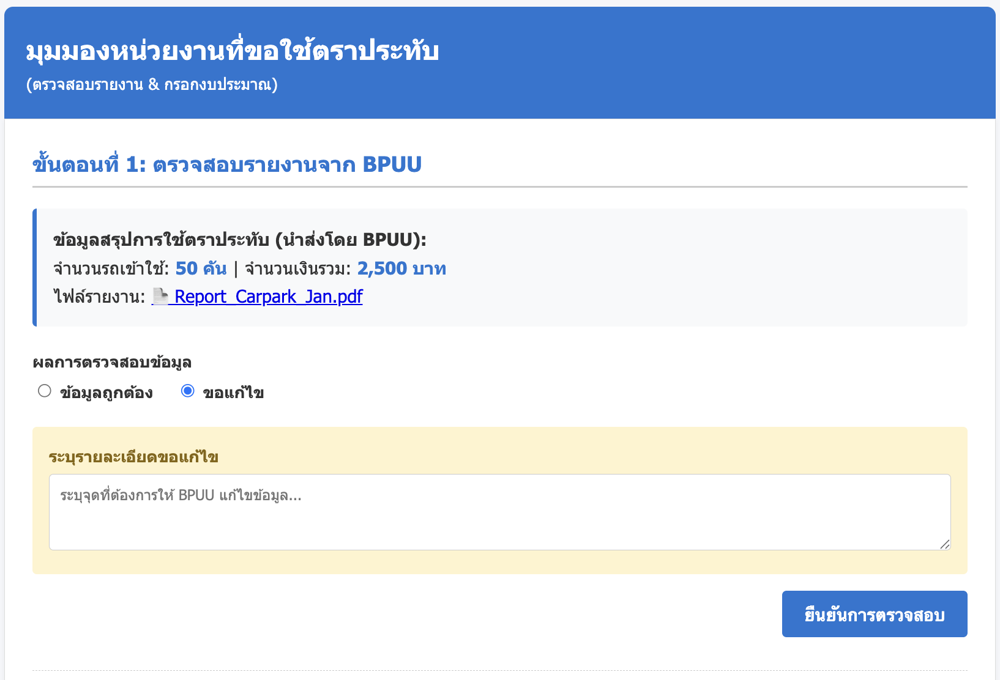 มุมมองหน่วยงานที่ขอใช้ตราประทับ
(ตรวจสอบรายงาน & กรอกงบประมาณ)
ขั้นตอนที่ 1: ตรวจสอบรายงานจาก BPUU
ข้อมูลสรุปการใช้ตราประทับ (นำส่งโดย BPUU):
จำนวนรถเข้าใช้: 50 คัน | จำนวนเงินรวม: 2,500 บาท
ไฟล์รายงาน: Report_Carpark_Jan.pdf
ผลการตรวจสอบข้อมูล
ข้อมูลถูกต้อง ขอแก้ไข
ระบุรายละเอียดขอแก้ไข
ระบุจุดที่ต้องการให้ BPUU แก้ไขข้อมูล...
ยืนยันการตรวจสอบ